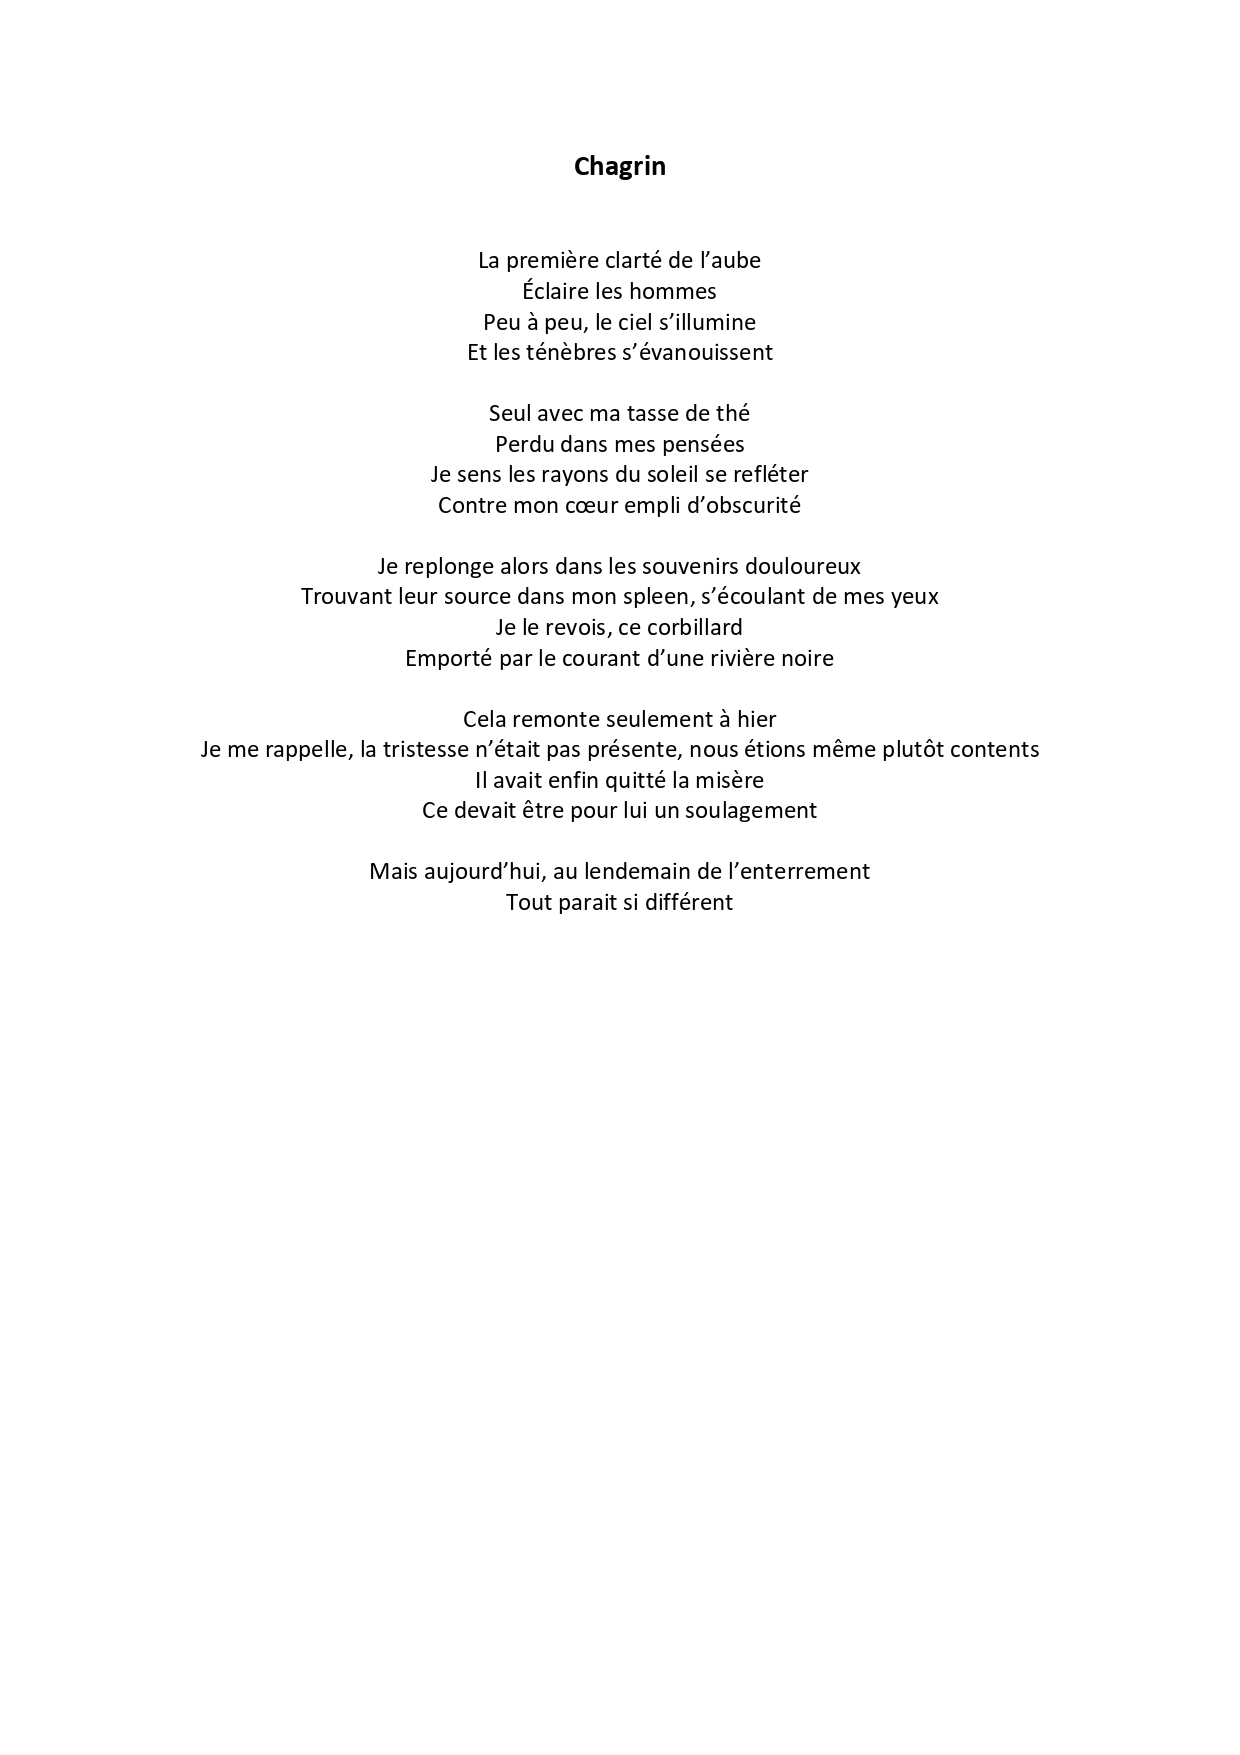 Chagrin
La première clarté de l’aube
Éclaire les hommes
Peu à peu, le ciel s’illumine
Et les ténèbres s’évanouissent
Seul avec ma tasse de thé
Perdu dans mes pensées
Je sens les rayons du soleil se refléter
Contre mon cœur empli d’obscurité
Je replonge alors dans les souvenirs douloureux
Trouvant leur source dans mon spleen, s’écoulant de mes yeux
Je le revois, ce corbillard
Emporté par le courant d’une rivière noire
Cela remonte seulement à hier
Je me rappelle, la tristesse n’était pas présente, nous étions même plutôt contents
Il avait enfin quitté la misère
Ce devait être pour lui un soulagement
Mais aujourd’hui, au lendemain de l’enterrement
Tout parait si différent